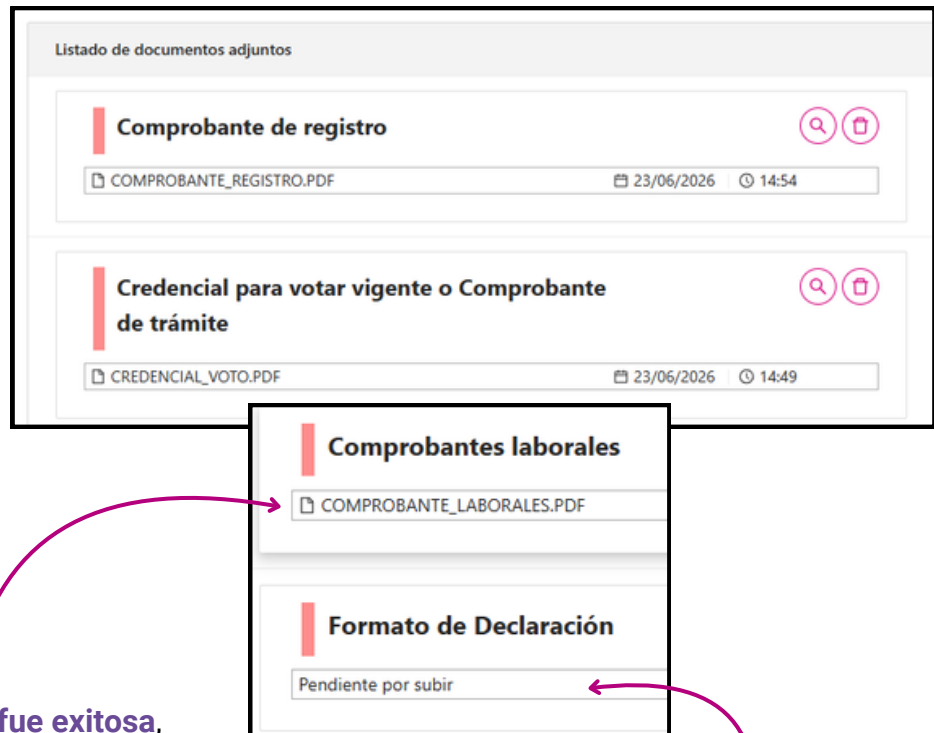 Listado de documentos adjuntos
Comprobante de registro
COMPROBANTE_REGISTRO.PDF 23/06/2026 14:54
Credencial para votar vigente o Comprobante
de trámite
CREDENCIAL_VOTO.PDF 23/06/2026 14:49
Comprobantes laborales
COMPROBANTE_LABORALES.PDF
Formato de Declaración
Pendiente por subir
fue exitosa,